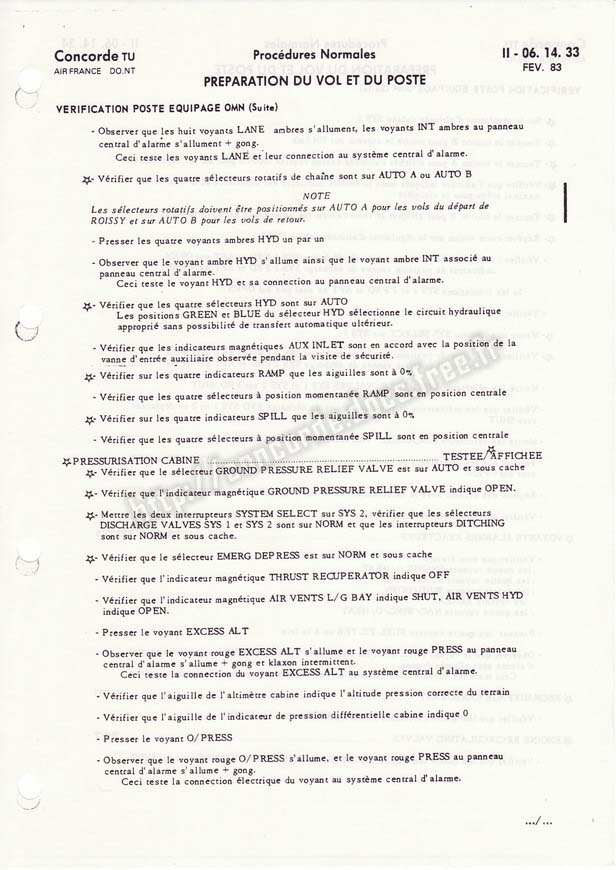 Concorde TU
AIR FRANCE DO.NT
Procédures Normales
II - 06. 14. 33
FEV. 83
PREPARATION DU VOL ET DU POSTE
VERIFICATION POSTE EQUIPAGE OMN (Suite)
- Observer que les huit voyants LANE ambres s'allument, les voyants INT ambres au panneau
central d'alarme s'allument + gong.
Ceci teste les voyants LANE et leur connection au système central d'alarme.
- Vérifier que les quatre sélecteurs rotatifs de chaîne sont sur AUTO A ou AUTO B
NOTE
Les sélecteurs rotatifs doivent être positionnés sur AUTO A pour les vols du départ de
ROISSY et sur AUTO B pour les vols de retour.
- Presser les quatre voyants ambres HYD un par un
- Observer que le voyant ambre HYD s'allume ainsi que le voyant ambre INT associé au
panneau central d'alarme.
Ceci teste le voyant HYD et sa connection au panneau central d'alarme.
- Vérifier que les quatre sélecteurs HYD sont sur AUTO
Les positions GREEN et BLUE du sélecteur HYD sélectionne le circuit hydraulique
approprié sans possibilité de transfert automatique ultérieur.
- Vérifier que les indicateurs magnétiques AUX INLET sont en accord avec la position de la
vanne d'entrée auxiliaire observée pendant la visite de sécurité.
- Vérifier sur les quatre indicateurs RAMP que les aiguilles sont à 0%
- Vérifier que les quatre sélecteurs à position momentanée RAMP sont en position centrale
- Vérifier sur les quatre indicateurs SPILL que les aiguilles sont à 0%
- Vérifier que les quatre sélecteurs à position momentanée SPILL sont en position centrale
PRESSURISATION CABINE ........................ TESTEE/AFFICHEE
- Vérifier que le sélecteur GROUND PRESSURE RELIEF VALVE est sur AUTO et sous cache
- Vérifier que l'indicateur magnétique GROUND PRESSURE RELIEF VALVE indique OPEN.
- Mettre les deux interrupteurs SYSTEM SELECT sur SYS 2, vérifier que les sélecteurs
DISCHARGE VALVES SYS 1 et SYS 2 sont sur NORM et que les interrupteurs DITCHING
sont sur NORM et sous cache.
- Vérifier que le sélecteur EMERG DEPRESS est sur NORM et sous cache
- Vérifier que l'indicateur magnétique THRUST RECUPERATOR indique OFF
- Vérifier que l'indicateur magnétique AIR VENTS L/G BAY indique SHUT, AIR VENTS HYD
indique OPEN.
- Presser le voyant EXCESS ALT
- Observer que le voyant rouge EXCESS ALT s'allume et le voyant rouge PRESS au panneau
central d'alarme s'allume + gong et klaxon intermittent.
Ceci teste la connection du voyant EXCESS ALT au système central d'alarme.
- Vérifier que l'aiguille de l'altimètre cabine indique l'altitude pression correcte du terrain
- Vérifier que l'aiguille de l'indicateur de pression différentielle cabine indique 0
- Presser le voyant O/PRESS
- Observer que le voyant rouge O/PRESS s'allume, et le voyant rouge PRESS au panneau
central d'alarme s'allume + gong.
Ceci teste la connection électrique du voyant au système central d'alarme.
.../ ...